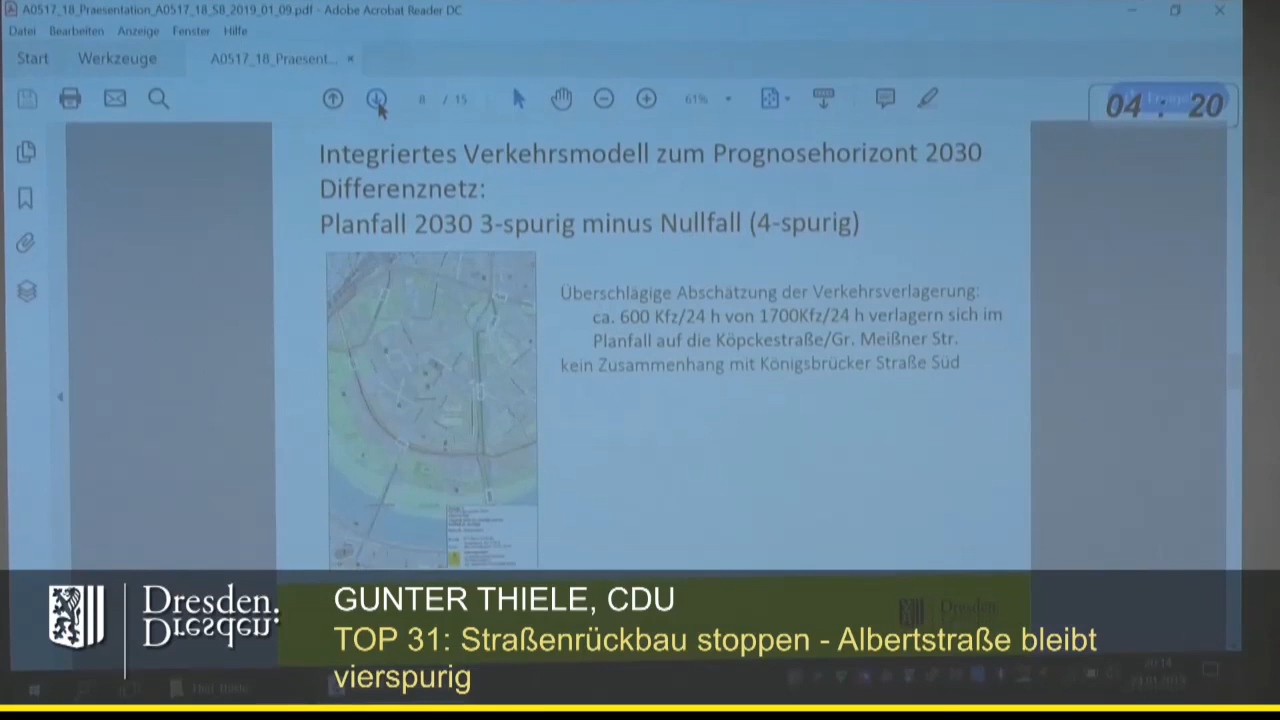 A0517_18_Praesentation_A0517_18_SB_2019_01_09.pdf - Adobe Acrobat Reader DC
Datei Bearbeiten Anzeige Fenster Hilfe
Start Werkzeuge A0517_18_Praesent... ×
8 / 15 61%
04 : 20
Integriertes Verkehrsmodell zum Prognosehorizont 2030
Differenznetz:
Planfall 2030 3-spurig minus Nullfall (4-spurig)
Überschlägige Abschätzung der Verkehrsverlagerung:
ca. 600 Kfz/24 h von 1700Kfz/24 h verlagern sich im
Planfall auf die Köpckestraße/Gr. Meißner Str.
kein Zusammenhang mit Königsbrücker Straße Süd
Dresden.
Dresden.
GUNTER THIELE, CDU
TOP 31: Straßenrückbau stoppen - Albertstraße bleibt
vierspurig
Dresden.